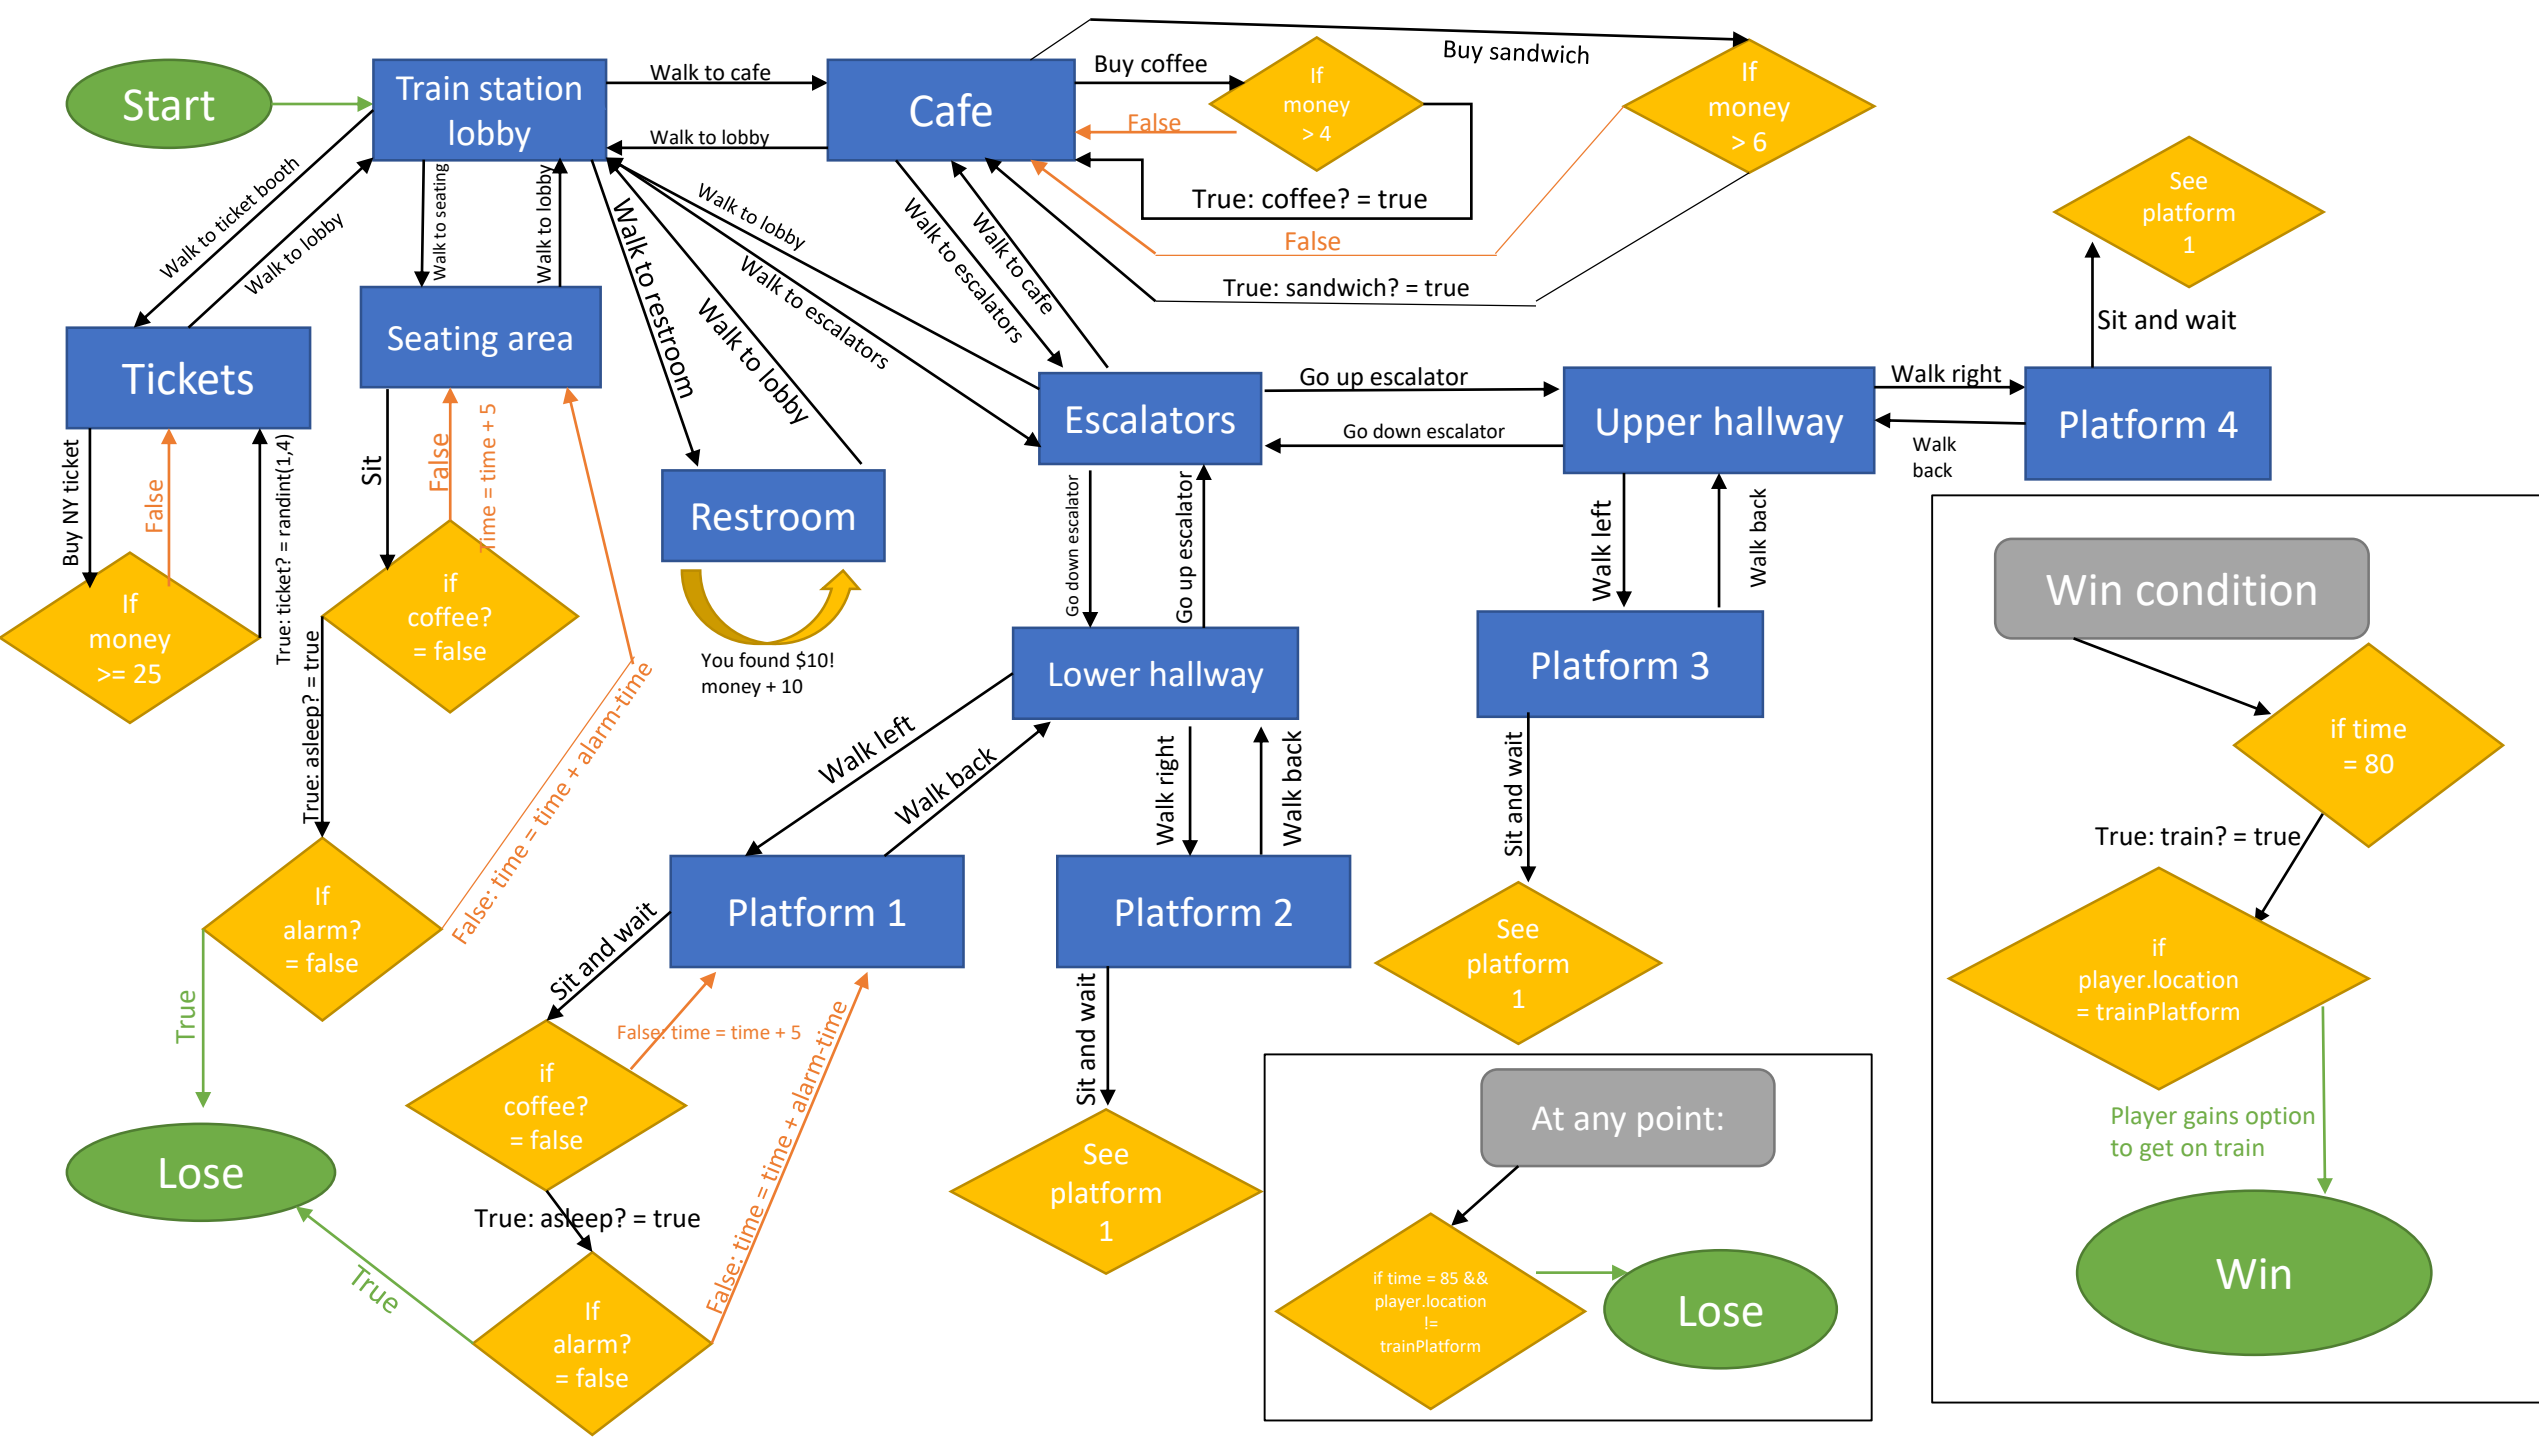 Start
Train station
lobby
Walk to cafe
Walk to lobby
Cafe
Buy coffee
False
If
money
> 4
True: coffee? = true
Buy sandwich
If
money
> 6
False
True: sandwich? = true
See
platform
1
Sit and wait
Walk to ticket booth
Walk to lobby
Walk to seating
Walk to lobby
Walk to restroom
Walk to lobby
Walk to lobby
Walk to escalators
Walk to escalators
Walk to cafe
Tickets
Seating area
Escalators
Go up escalator
Go down escalator
Upper hallway
Walk right
Walk
back
Platform 4
Buy NY ticket
False
True: ticket? = randint(1,4)
If
money
>= 25
Sit
False
Time = time + 5
if
coffee?
= false
True: asleep? = true
False: time = time + alarm-time
If
alarm?
= false
True
Lose
Restroom
You found $10!
money + 10
Go down escalator
Go up escalator
Lower hallway
Walk left
Walk back
Walk right
Walk back
Walk left
Walk back
Platform 3
Sit and wait
See
platform
1
Platform 1
Sit and wait
False: time = time + 5
if
coffee?
= false
True: asleep? = true
False: time = time + alarm-time
If
alarm?
= false
True
Platform 2
Sit and wait
See
platform
1
At any point:
if time = 85 &&
player.location
!=
trainPlatform
Lose
Win condition
if time
= 80
True: train? = true
if
player.location
= trainPlatform
Player gains option
to get on train
Win